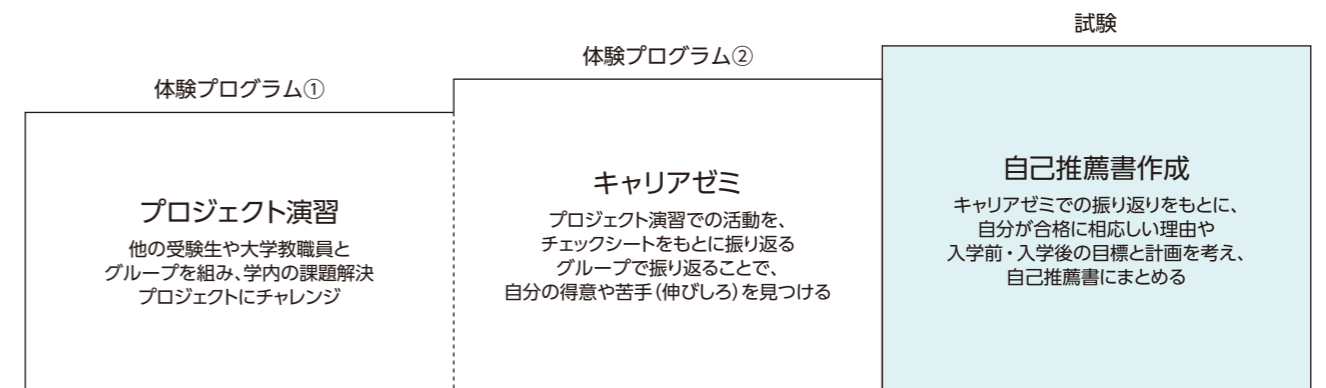 体験プログラム①
プロジェクト演習
他の受験生や大学教職員と
グループを組み、学内の課題解決
プロジェクトにチャレンジ
体験プログラム②
キャリアゼミ
プロジェクト演習での活動を、
チェックシートをもとに振り返る
グループで振り返ることで、
自分の得意や苦手（伸びしろ）を見つける
試験
自己推薦書作成
キャリアゼミでの振り返りをもとに、
自分が合格に相応しい理由や
入学前・入学後の目標と計画を考え、
自己推薦書にまとめる